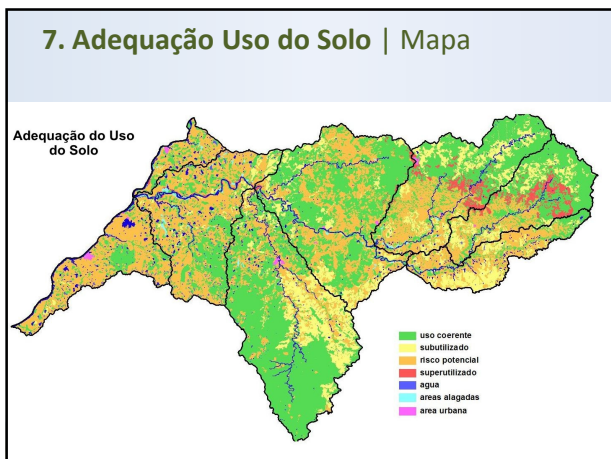 7. Adequação Uso do Solo | Mapa
Adequação do Uso
do Solo
uso coerente
subutilizado
risco potencial
superutilizado
agua
areas alagadas
area urbana